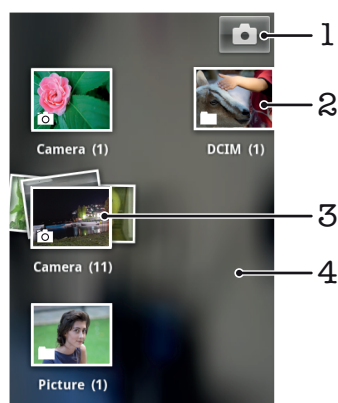 1
Camera (1)
DCIM (1)
2
3
Camera (11)
4
Picture (1)